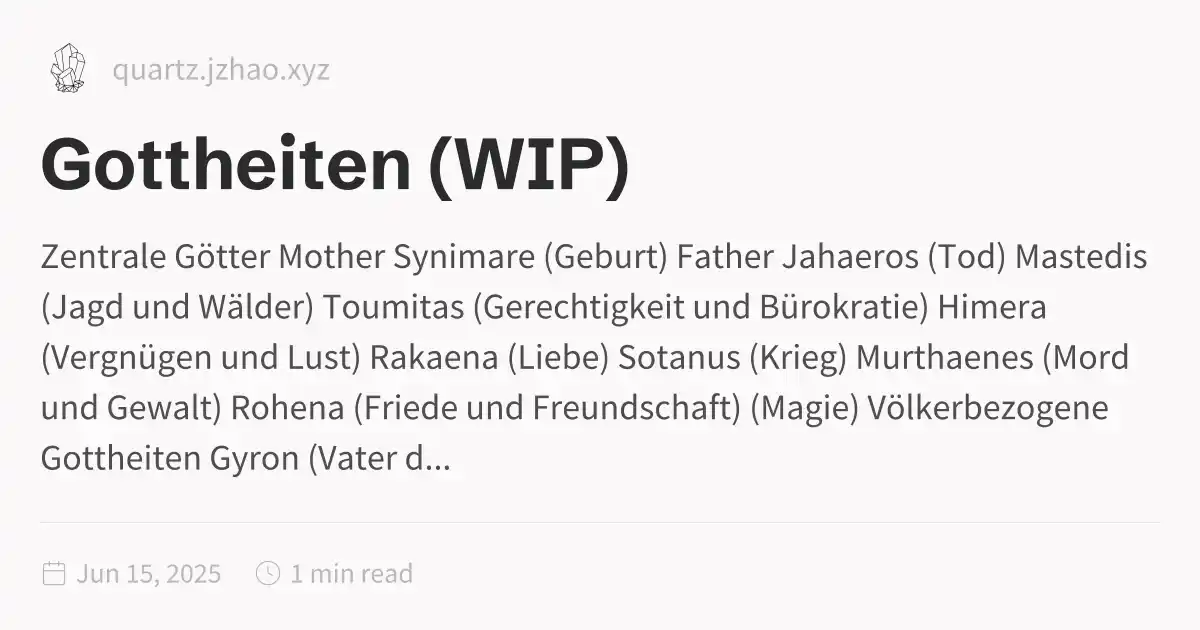 quartz.jzhao.xyz
Gottheiten (WIP)
Zentrale Götter Mother Synimare (Geburt) Father Jahaeros (Tod) Mastedis
(Jagd und Wälder) Toumitas (Gerechtigkeit und Bürokratie) Himera
(Vergnügen und Lust) Rakaena (Liebe) Sotanus (Krieg) Murthaenes (Mord
und Gewalt) Rohena (Friede und Freundschaft) (Magie) Völkerbezogene
Gottheiten Gyron (Vater d...
Jun 15, 2025 1 min read